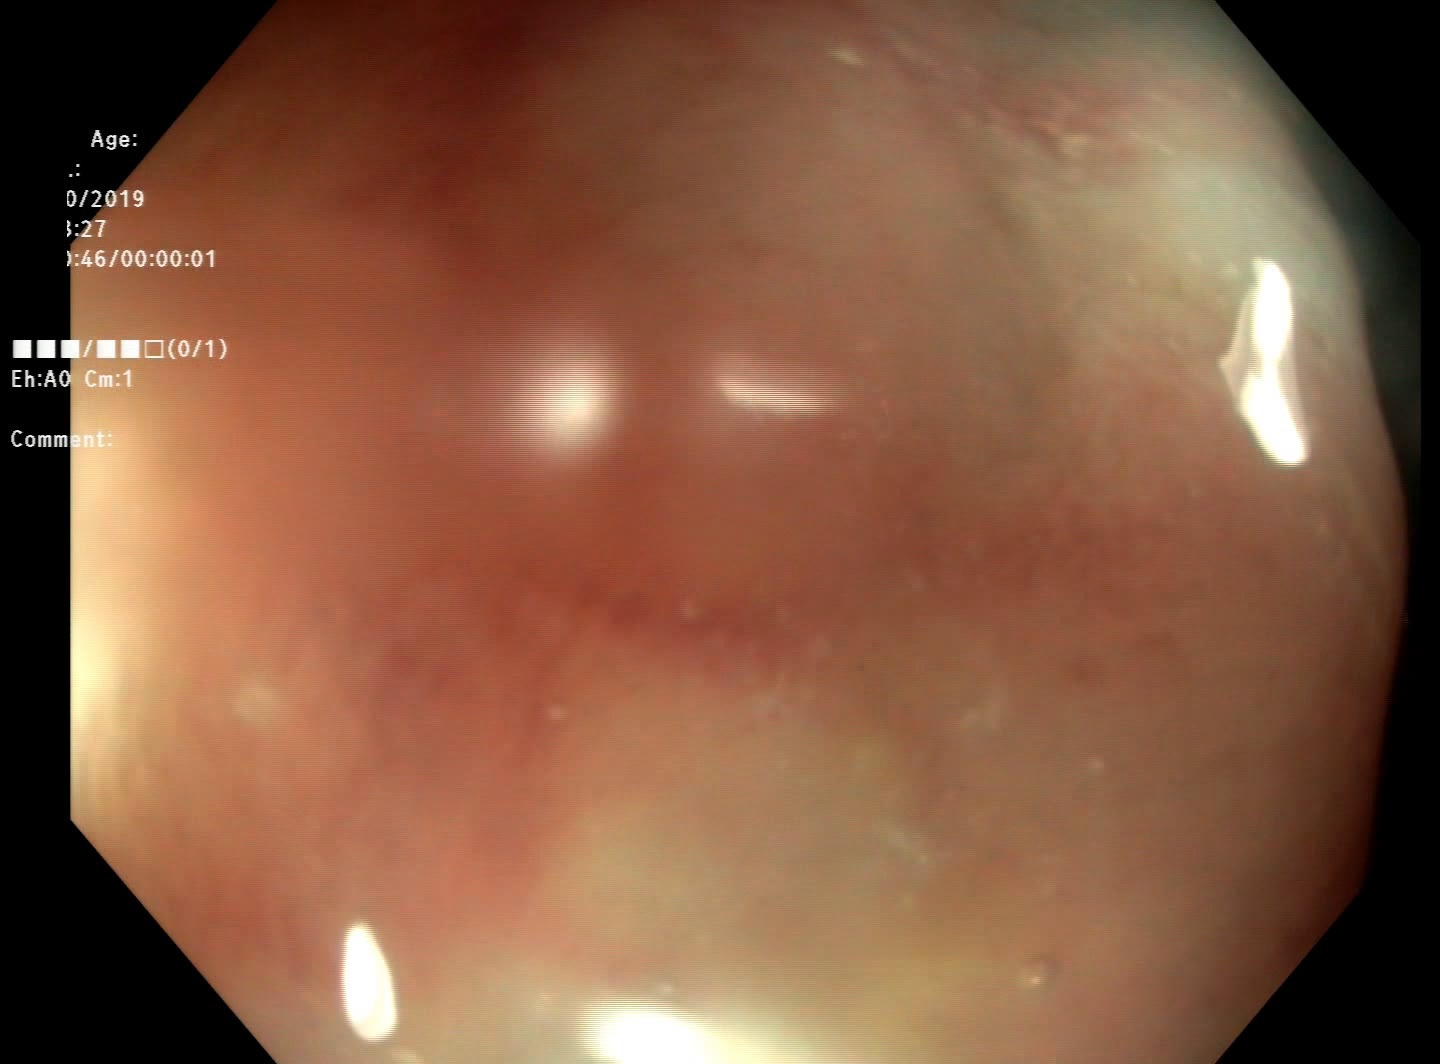 Age:
.:
0/2019
:27
:46/00:00:01
■■■/■■□(0/1)
Eh:A0 Cm:1
Comment: